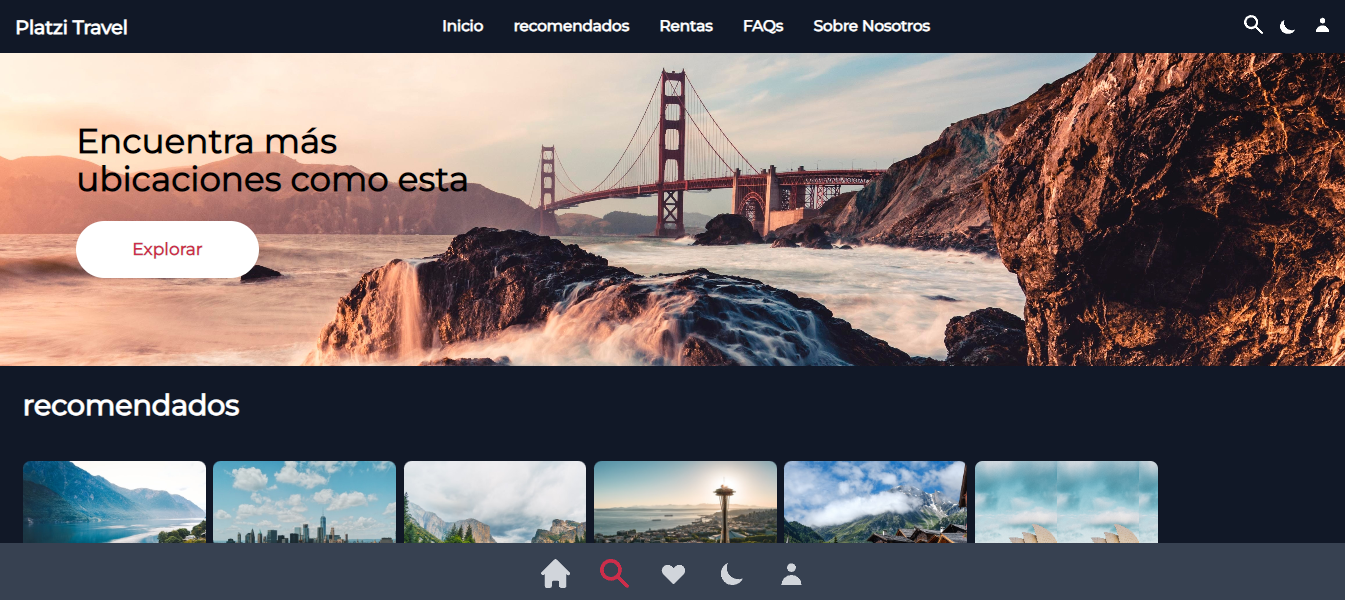 Platzi Travel
Inicio recomendados Rentas FAQs Sobre Nosotros
Encuentra más
ubicaciones como esta
Explorar
recomendados